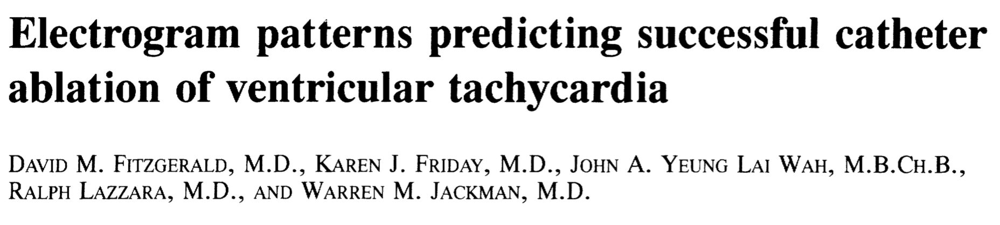 Electrogram patterns predicting successful catheter
ablation of ventricular tachycardia
DAVID M. FITZGERALD, M.D., KAREN J. FRIDAY, M.D., JOHN A. YEUNG LAI WAH, M.B.CH.B.,
RALPH LAZZARA, M.D., AND WARREN M. JACKMAN, M.D.